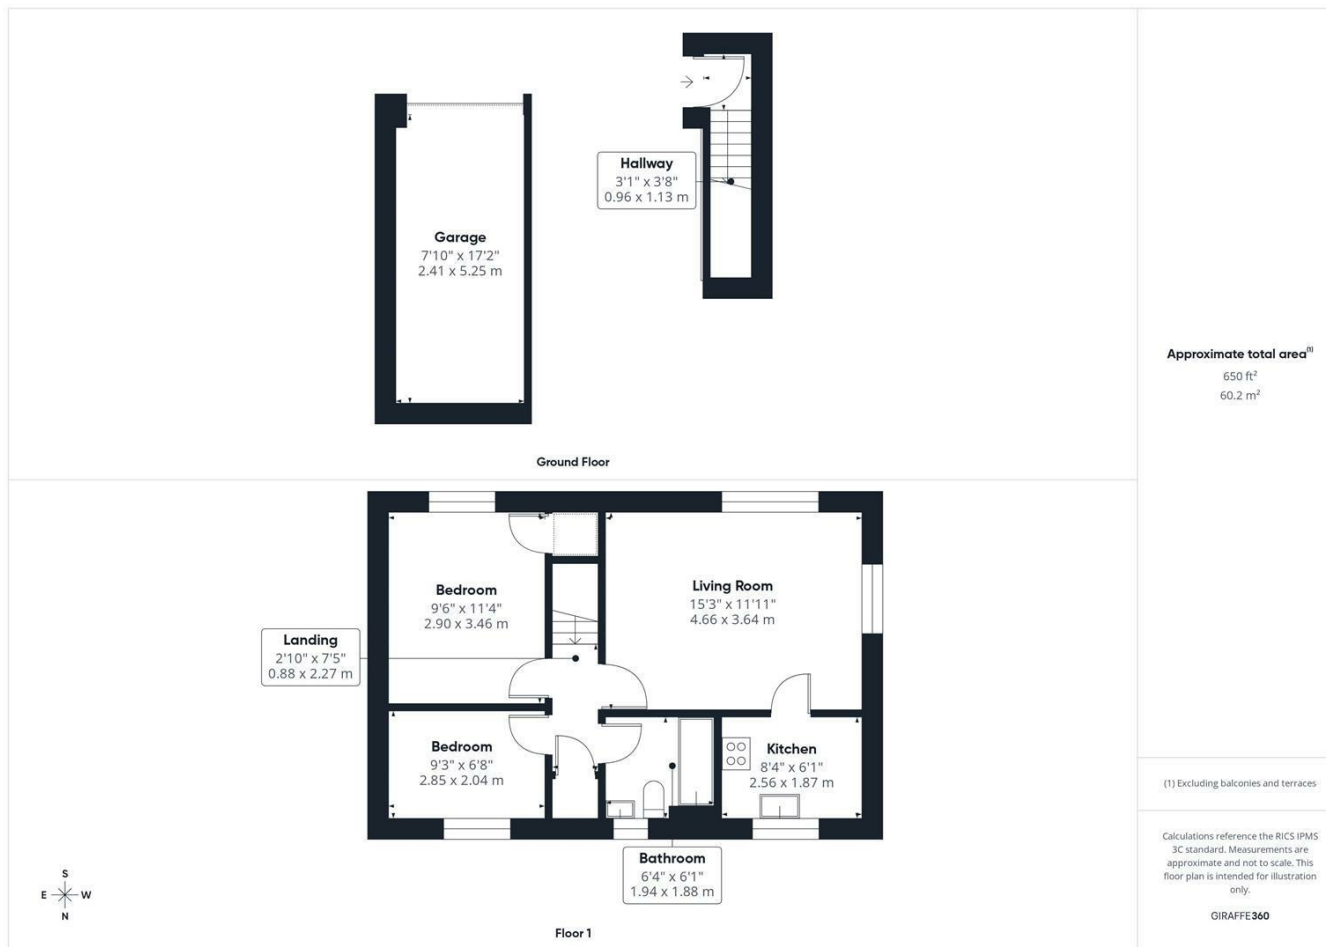 Hallway
3'1" x 3'8"
0.96 x 1.13 m
Garage
7'10" x 17'2"
2.41 x 5.25 m
Ground Floor
Approximate total area(1)
650 ft²
60.2 m²
Bedroom
9'6" x 11'4"
2.90 x 3.46 m
Living Room
15'3" x 11'11"
4.66 x 3.64 m
Landing
2'10" x 7'5"
0.88 x 2.27 m
Bedroom
9'3" x 6'8"
2.85 x 2.04 m
Kitchen
8'4" x 6'1"
2.56 x 1.87 m
Bathroom
6'4" x 6'1"
1.94 x 1.88 m
S
E W
N
Floor 1
(1) Excluding balconies and terraces
Calculations reference the RICS IPMS
3C standard. Measurements are
approximate and not to scale. This
floor plan is intended for illustration
only.
GIRAFFE360